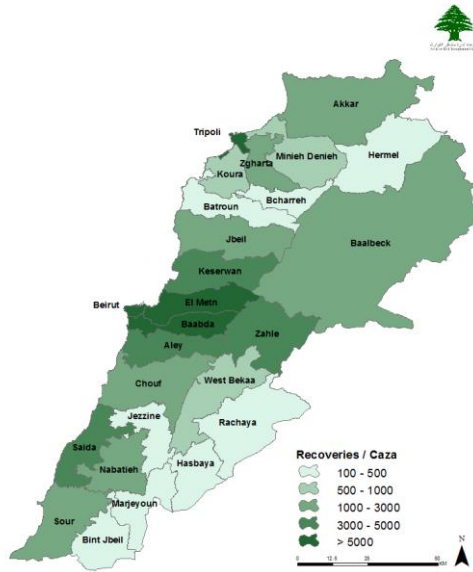 Akkar
Tripoli
Zgharta
Minieh Denieh
Hermel
Koura
Bcharreh
Batroun
Jbeil
Baalbeck
Keserwan
El Metn
Beirut
Baabda
Zahle
Aley
West Bekaa
Chouf
Jezzine
Rachaya
Saida
Hasbaya
Nabatieh
Marjeyoun
Sour
Bint Jbeil
Recoveries / Caza
100 - 500
500 - 1000
1000 - 3000
3000 - 5000
> 5000
N